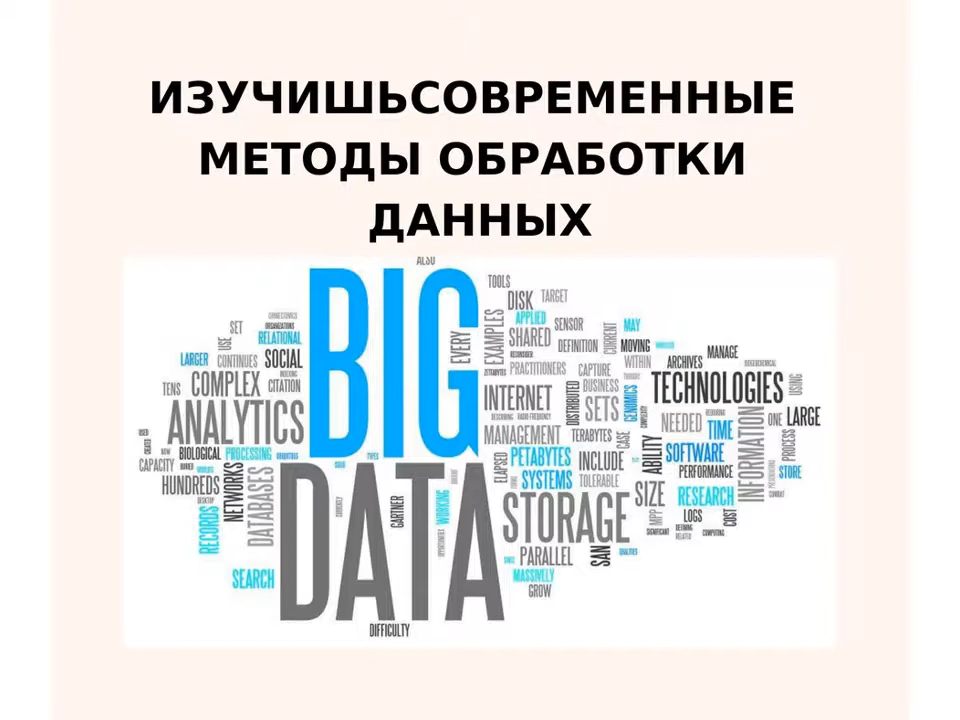 ИЗУЧИШЬСОВРЕМЕННЫЕ
МЕТОДЫ ОБРАБОТКИ
ДАННЫХ
ALSO
BIG
DATA
TOOLS
DISK
TARGET
APPLIED
SENSOR
SHARED
EXAMPLES
EVERY
DEFINITION
CURRENT
MAY
MOVING
WITHIN
ARCHIVES
MANAGE
SET
USE
RELATIONAL
LARGER
CONTINUES
SOCIAL
TENS
COMPLEX
CITATION
ANALYTICS
PRACTITIONERS
CAPTURE
BUSINESS
INTERNET
DISTRIBUTED
SETS
GENOMICS
TECHNOLOGIES
USING
NEEDED
TIME
ONE
LARGE
MANAGEMENT
TERABYTES
CASE
ABILITY
SOFTWARE
INFORMATION
PROCESS
BIOLOGICAL
PROCESSING
CAPACITY
HUNDREDS
NETWORKS
DATABASES
RECORDS
ELAPSED
PETABYTES
INCLUDE
SYSTEMS
TOLERABLE
PERFORMANCE
STORE
STORAGE
SIZE
RESEARCH
MPP
LOGS
COST
GARTNER
WORKING
PARALLEL
SAN
SEARCH
MASSIVELY
GROW
DIFFICULTY